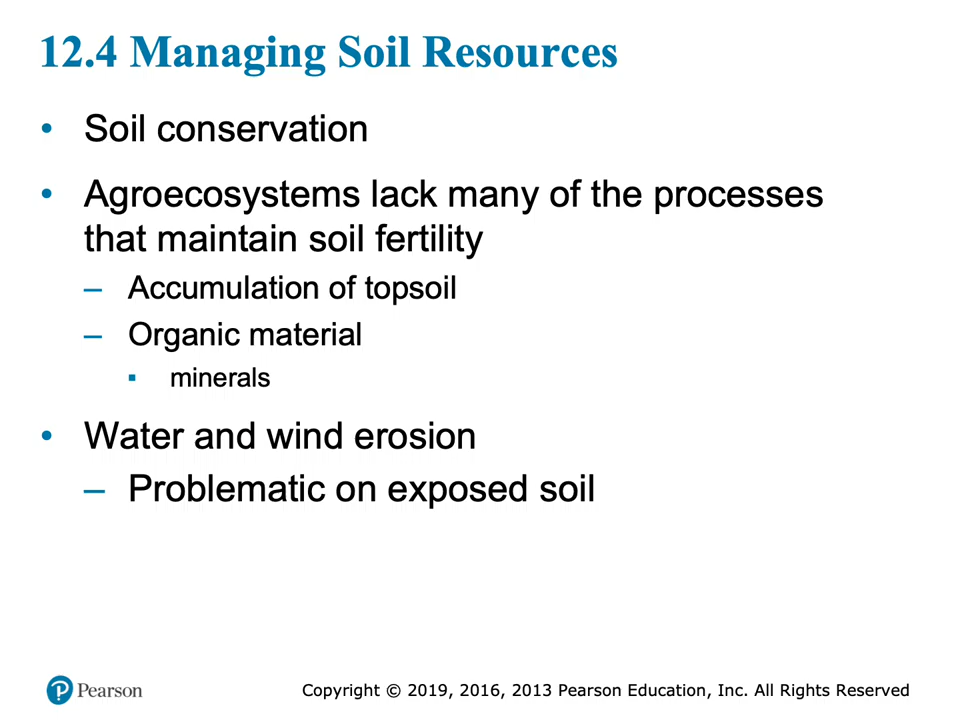 12.4 Managing Soil Resources
• Soil conservation
• Agroecosystems lack many of the processes
that maintain soil fertility
– Accumulation of topsoil
– Organic material
▪ minerals
• Water and wind erosion
– Problematic on exposed soil
Pearson
Copyright © 2019, 2016, 2013 Pearson Education, Inc. All Rights Reserved